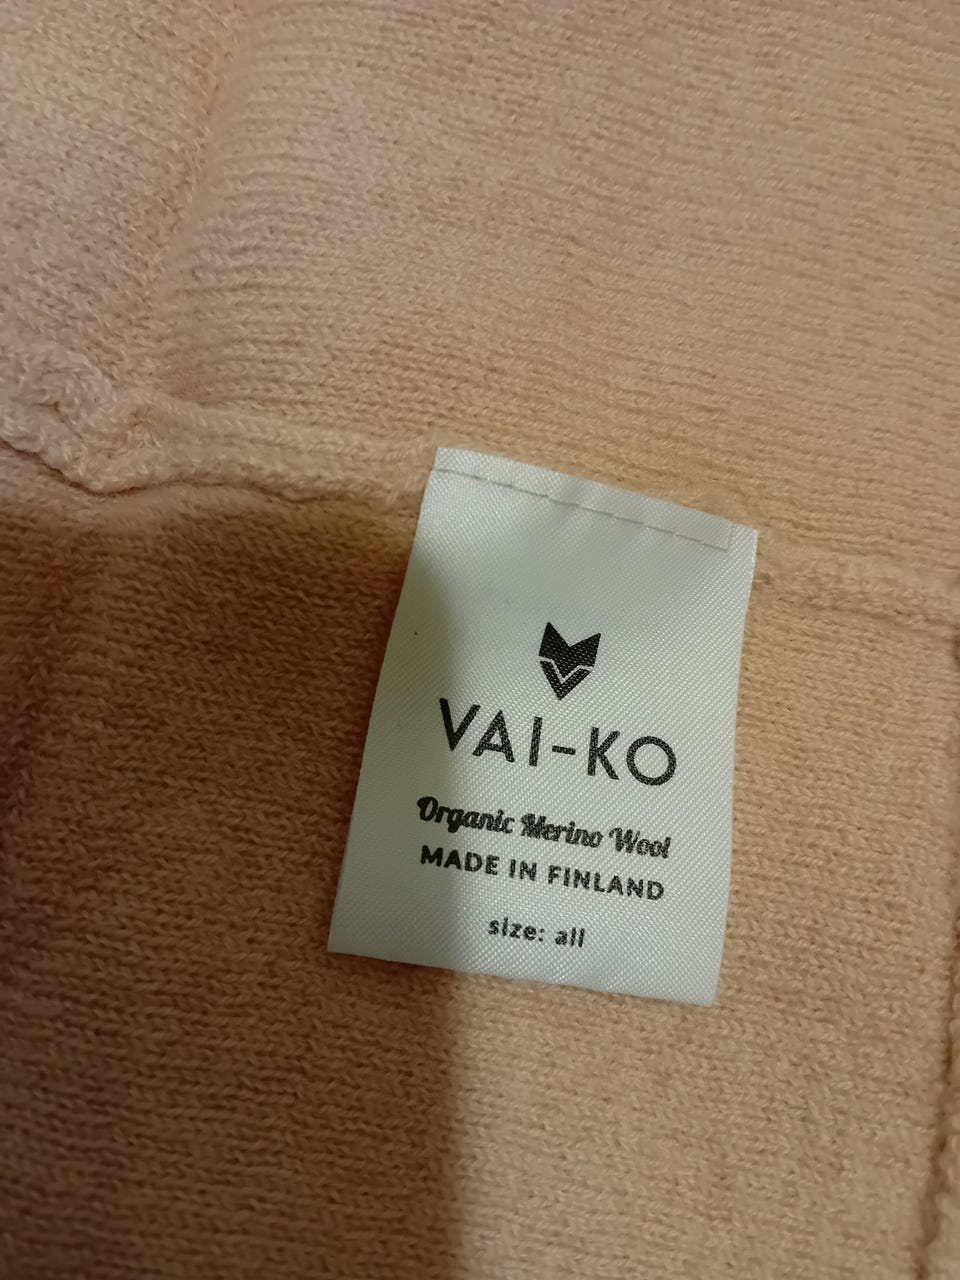 VAI-KO
Organic Merino Wool
MADE IN FINLAND
size: all